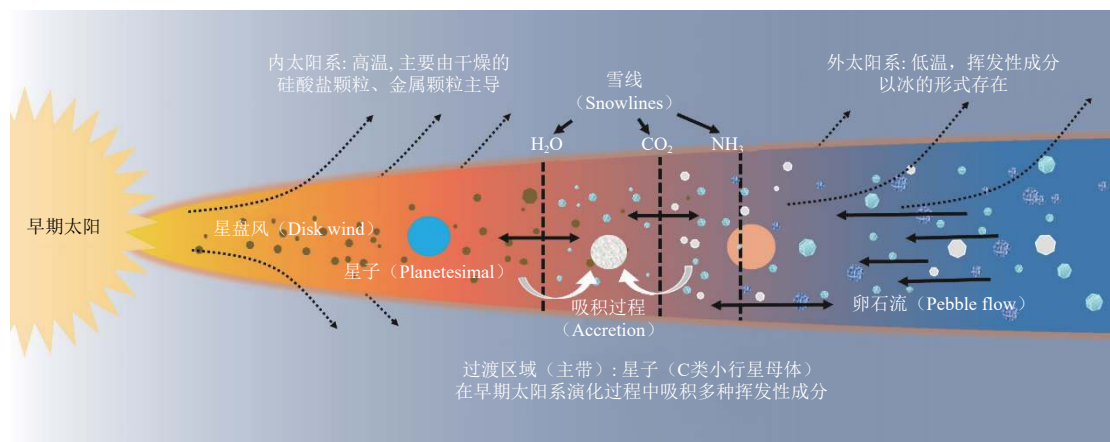 内太阳系: 高温, 主要由干燥的
硅酸盐颗粒、金属颗粒主导
雪线
（Snowlines）
外太阳系: 低温，挥发性成分
以冰的形式存在
H₂O
CO₂
NH₃
早期太阳
星盘风（Disk wind）
星子（Planetesimal）
吸积过程
（Accretion）
卵石流（Pebble flow）
过渡区域（主带）: 星子（C类小行星母体）
在早期太阳系演化过程中吸积多种挥发性成分